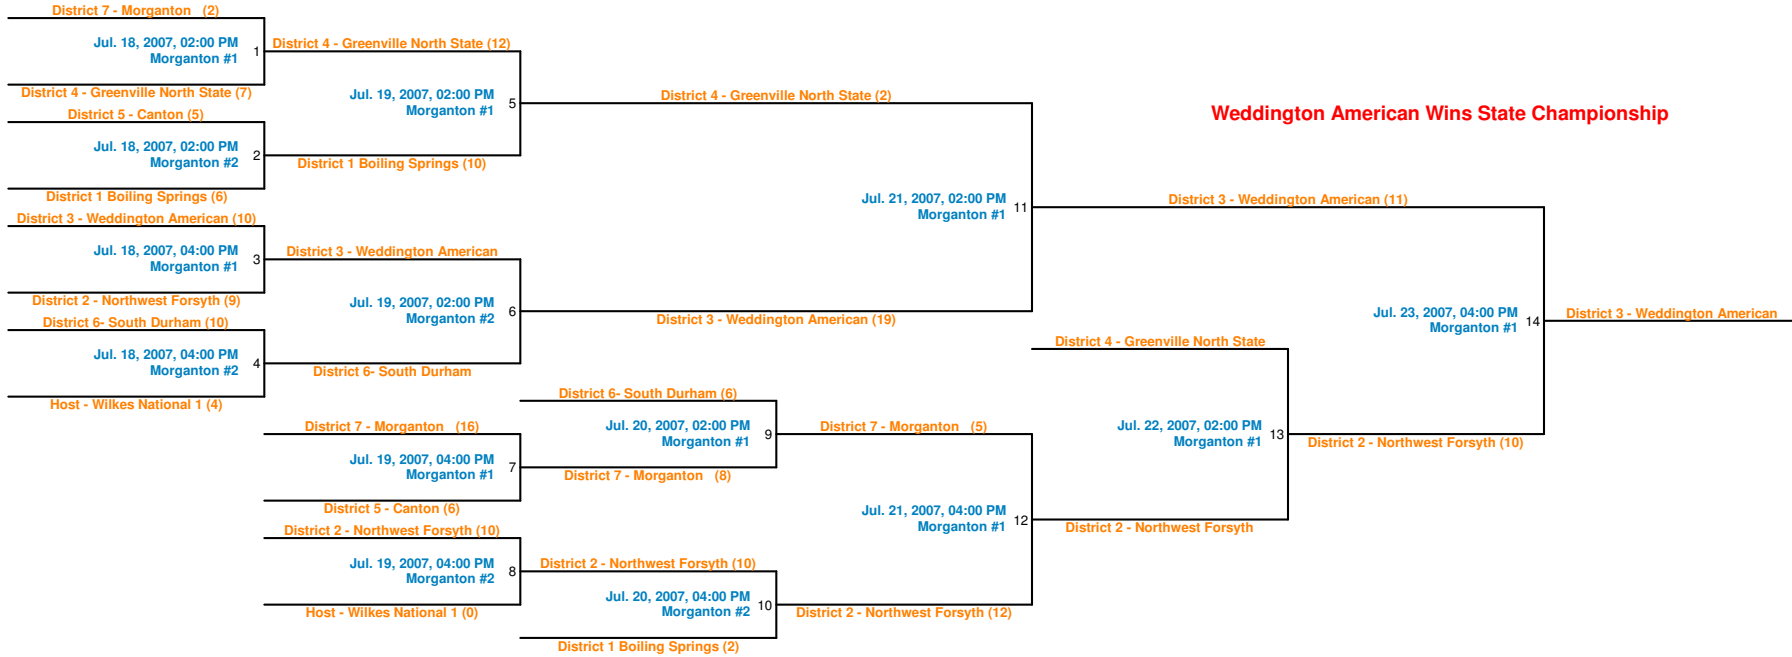 District 7 - Morganton (2)
Jul. 18, 2007, 02:00 PM
Morganton #1
1
District 4 - Greenville North State (7)
District 5 - Canton (5)
Jul. 18, 2007, 02:00 PM
Morganton #2
2
District 1 Boiling Springs (6)
District 3 - Weddington American (10)
Jul. 18, 2007, 04:00 PM
Morganton #1
3
District 2 - Northwest Forsyth (9)
District 6- South Durham (10)
Jul. 18, 2007, 04:00 PM
Morganton #2
4
Host - Wilkes National 1 (4)
District 4 - Greenville North State (12)
Jul. 19, 2007, 02:00 PM
Morganton #1
5
District 1 Boiling Springs (10)
District 3 - Weddington American
Jul. 19, 2007, 02:00 PM
Morganton #2
6
District 6- South Durham
District 7 - Morganton (16)
Jul. 19, 2007, 04:00 PM
Morganton #1
7
District 5 - Canton (6)
District 2 - Northwest Forsyth (10)
Jul. 19, 2007, 04:00 PM
Morganton #2
8
Host - Wilkes National 1 (0)
District 6- South Durham (6)
Jul. 20, 2007, 02:00 PM
Morganton #1
9
District 7 - Morganton (8)
District 2 - Northwest Forsyth (10)
Jul. 20, 2007, 04:00 PM
Morganton #2
10
District 1 Boiling Springs (2)
District 4 - Greenville North State (2)
Jul. 21, 2007, 02:00 PM
Morganton #1
11
District 3 - Weddington American (19)
District 7 - Morganton (5)
Jul. 21, 2007, 04:00 PM
Morganton #1
12
District 2 - Northwest Forsyth (12)
District 4 - Greenville North State
Jul. 22, 2007, 02:00 PM
Morganton #1
13
District 2 - Northwest Forsyth
Weddington American Wins State Championship
District 3 - Weddington American (11)
Jul. 23, 2007, 04:00 PM
Morganton #1
14
District 2 - Northwest Forsyth (10)
District 3 - Weddington American